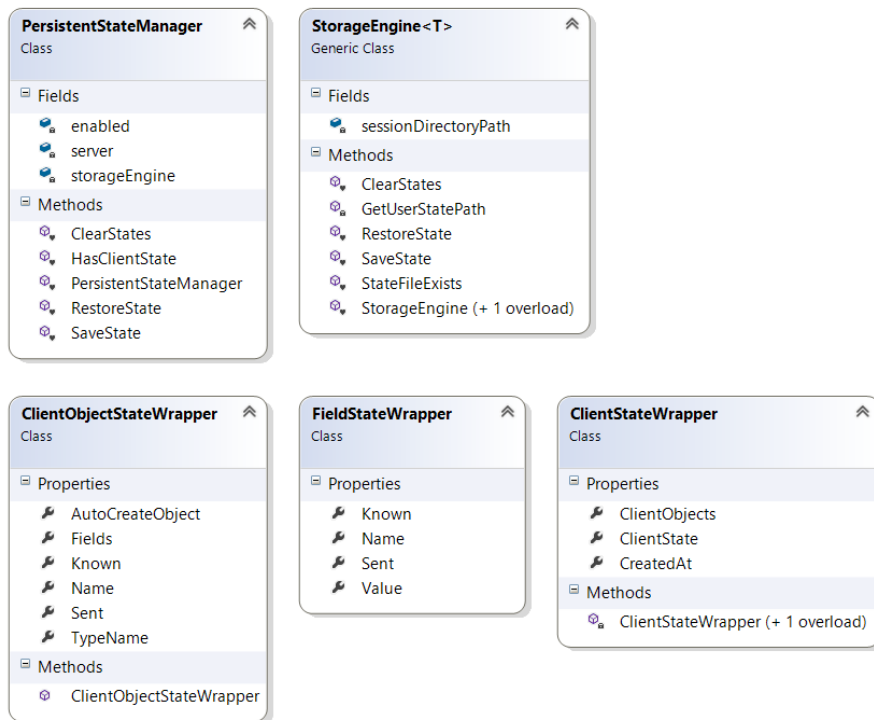 PersistentStateManager
Class
Fields
enabled
server
storageEngine
Methods
ClearStates
HasClientState
PersistentStateManager
RestoreState
SaveState
StorageEngine<T>
Generic Class
Fields
sessionDirectoryPath
Methods
ClearStates
GetUserStatePath
RestoreState
SaveState
StateFileExists
StorageEngine (+ 1 overload)
ClientObjectStateWrapper
Class
Properties
AutoCreateObject
Fields
Known
Name
Sent
TypeName
Methods
ClientObjectStateWrapper
FieldStateWrapper
Class
Properties
Known
Name
Sent
Value
ClientStateWrapper
Class
Properties
ClientObjects
ClientState
CreatedAt
Methods
ClientStateWrapper (+ 1 overload)